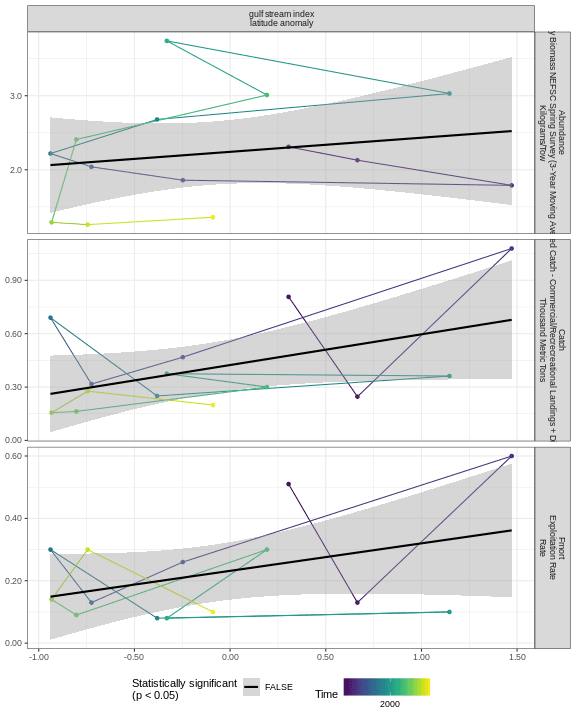 gulf stream index
latitude anomaly
3.0
2.0
Abundance
Biomass NEFSC Spring Survey (3-Year Moving
Kilograms/Tow
0.90
0.60
0.30
0.00
Catch
Catch - Commercial/Recreational Landings +
Thousand Metric Tons
0.60
0.40
0.20
0.00
Fmort
Exploitation Rate
Rate
-1.00
-0.50
0.00
0.50
1.00
1.50
Statistically significant
(p < 0.05)
FALSE
Time
2000